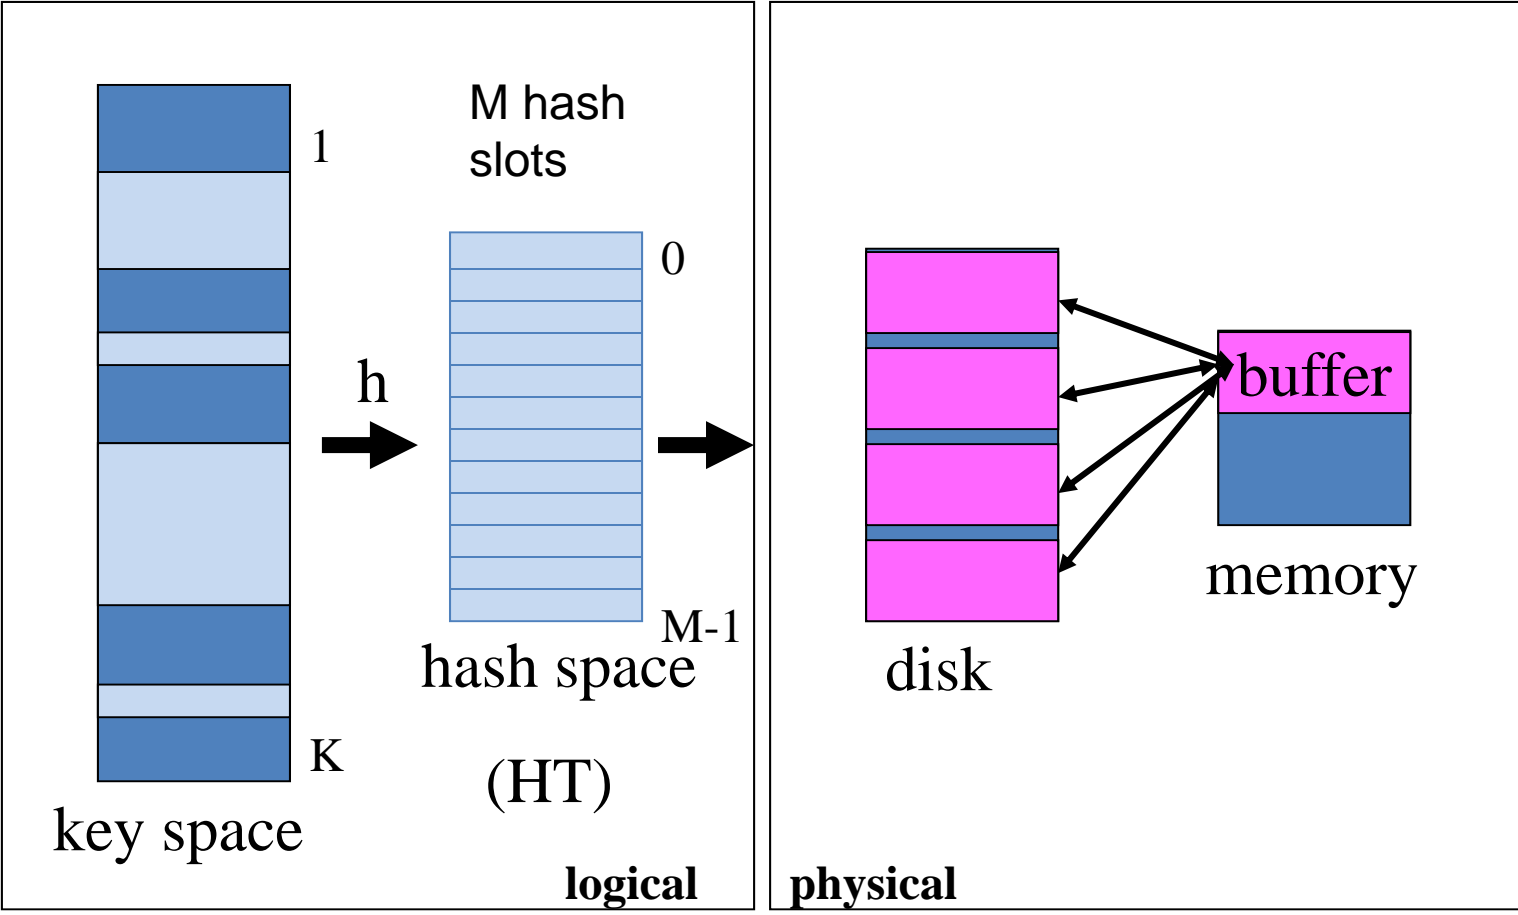 M hash
slots
1
0
h
M-1
hash space
K
(HT)
key space
logical
buffer
memory
disk
physical